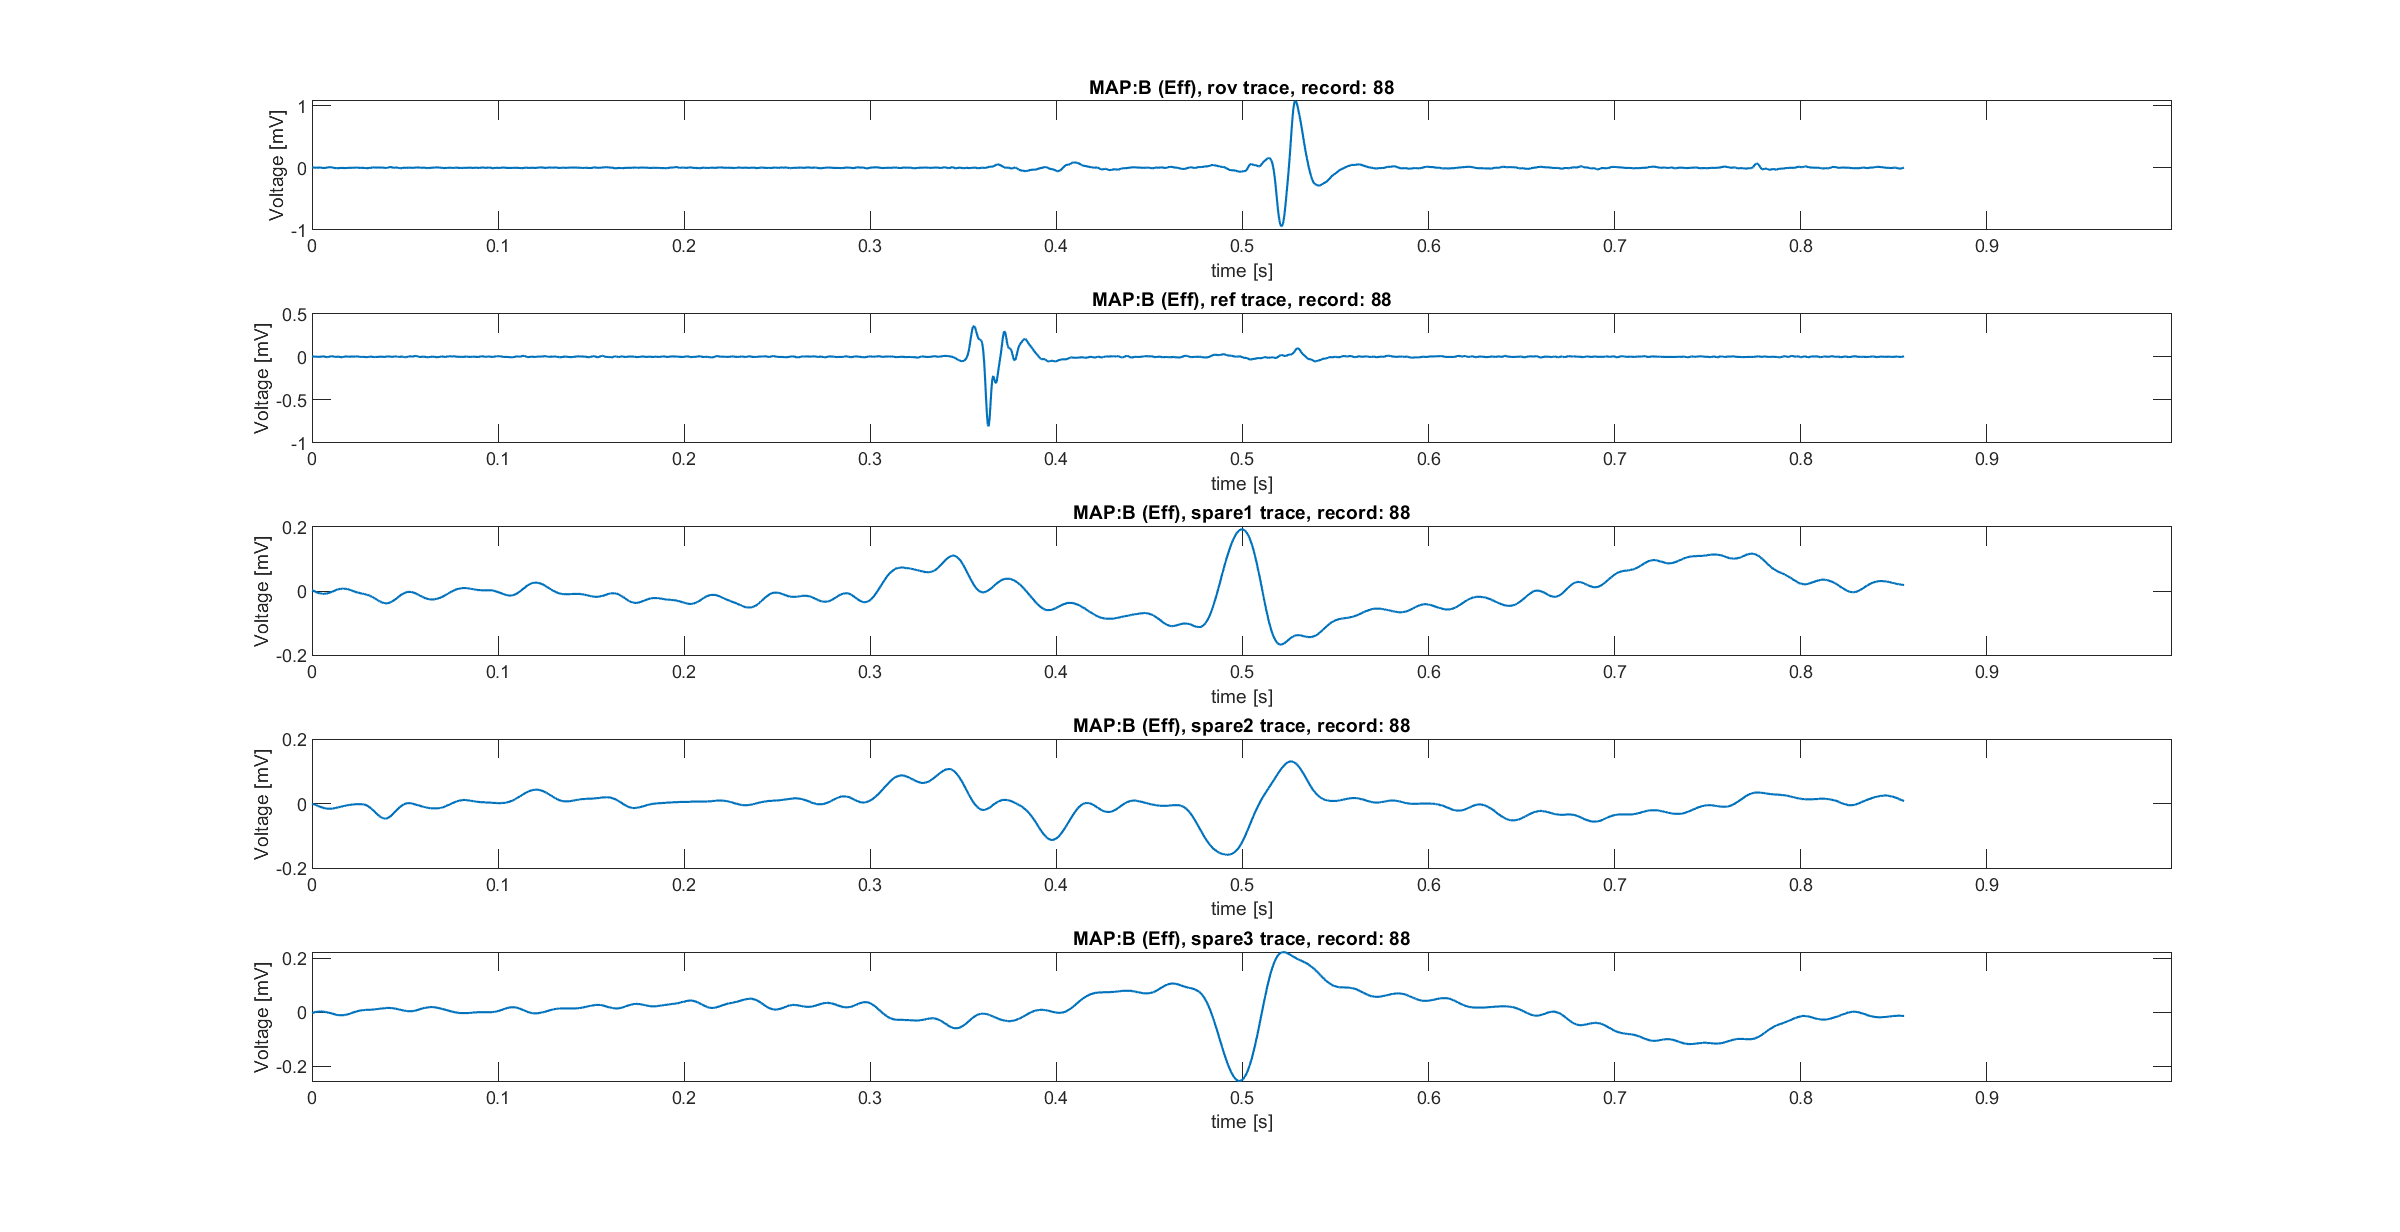 MAP:B (Eff), rov trace, record: 88
Voltage [mV]
1
0
-1
0 0.1 0.2 0.3 0.4 0.5 0.6 0.7 0.8 0.9
time [s]
MAP:B (Eff), ref trace, record: 88
Voltage [mV]
0.5
0
-0.5
-1
0 0.1 0.2 0.3 0.4 0.5 0.6 0.7 0.8 0.9
time [s]
MAP:B (Eff), spare1 trace, record: 88
Voltage [mV]
0.2
0
-0.2
0 0.1 0.2 0.3 0.4 0.5 0.6 0.7 0.8 0.9
time [s]
MAP:B (Eff), spare2 trace, record: 88
Voltage [mV]
0.2
0
-0.2
0 0.1 0.2 0.3 0.4 0.5 0.6 0.7 0.8 0.9
time [s]
MAP:B (Eff), spare3 trace, record: 88
Voltage [mV]
0.2
0
-0.2
0 0.1 0.2 0.3 0.4 0.5 0.6 0.7 0.8 0.9
time [s]